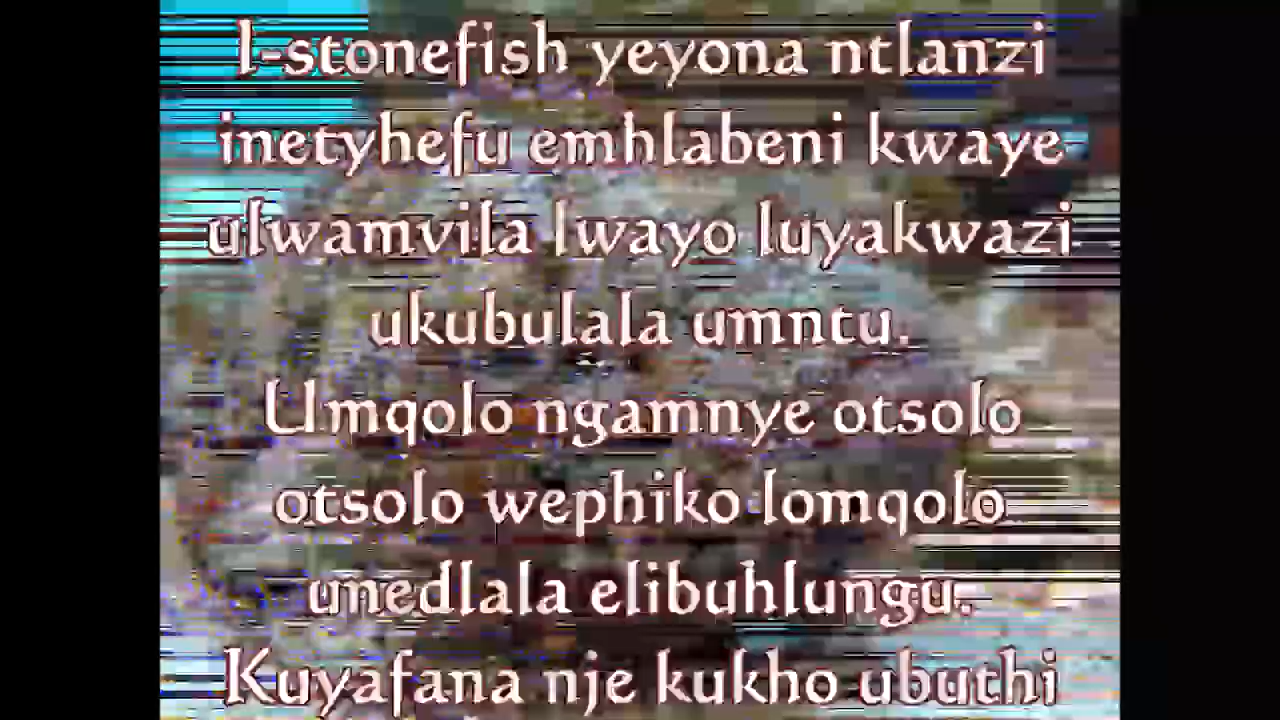 I-stonefish yeyona ntlanzi
inetyhefu emhlabeni kwaye
ulwamvila lwayo luyakwazi
ukubulala umntu.
Umqolo ngamnye otsolo
otsolo wephiko lomqolo
unedlala elibuhlungu.
Kuyafana nje kukho ubuthi